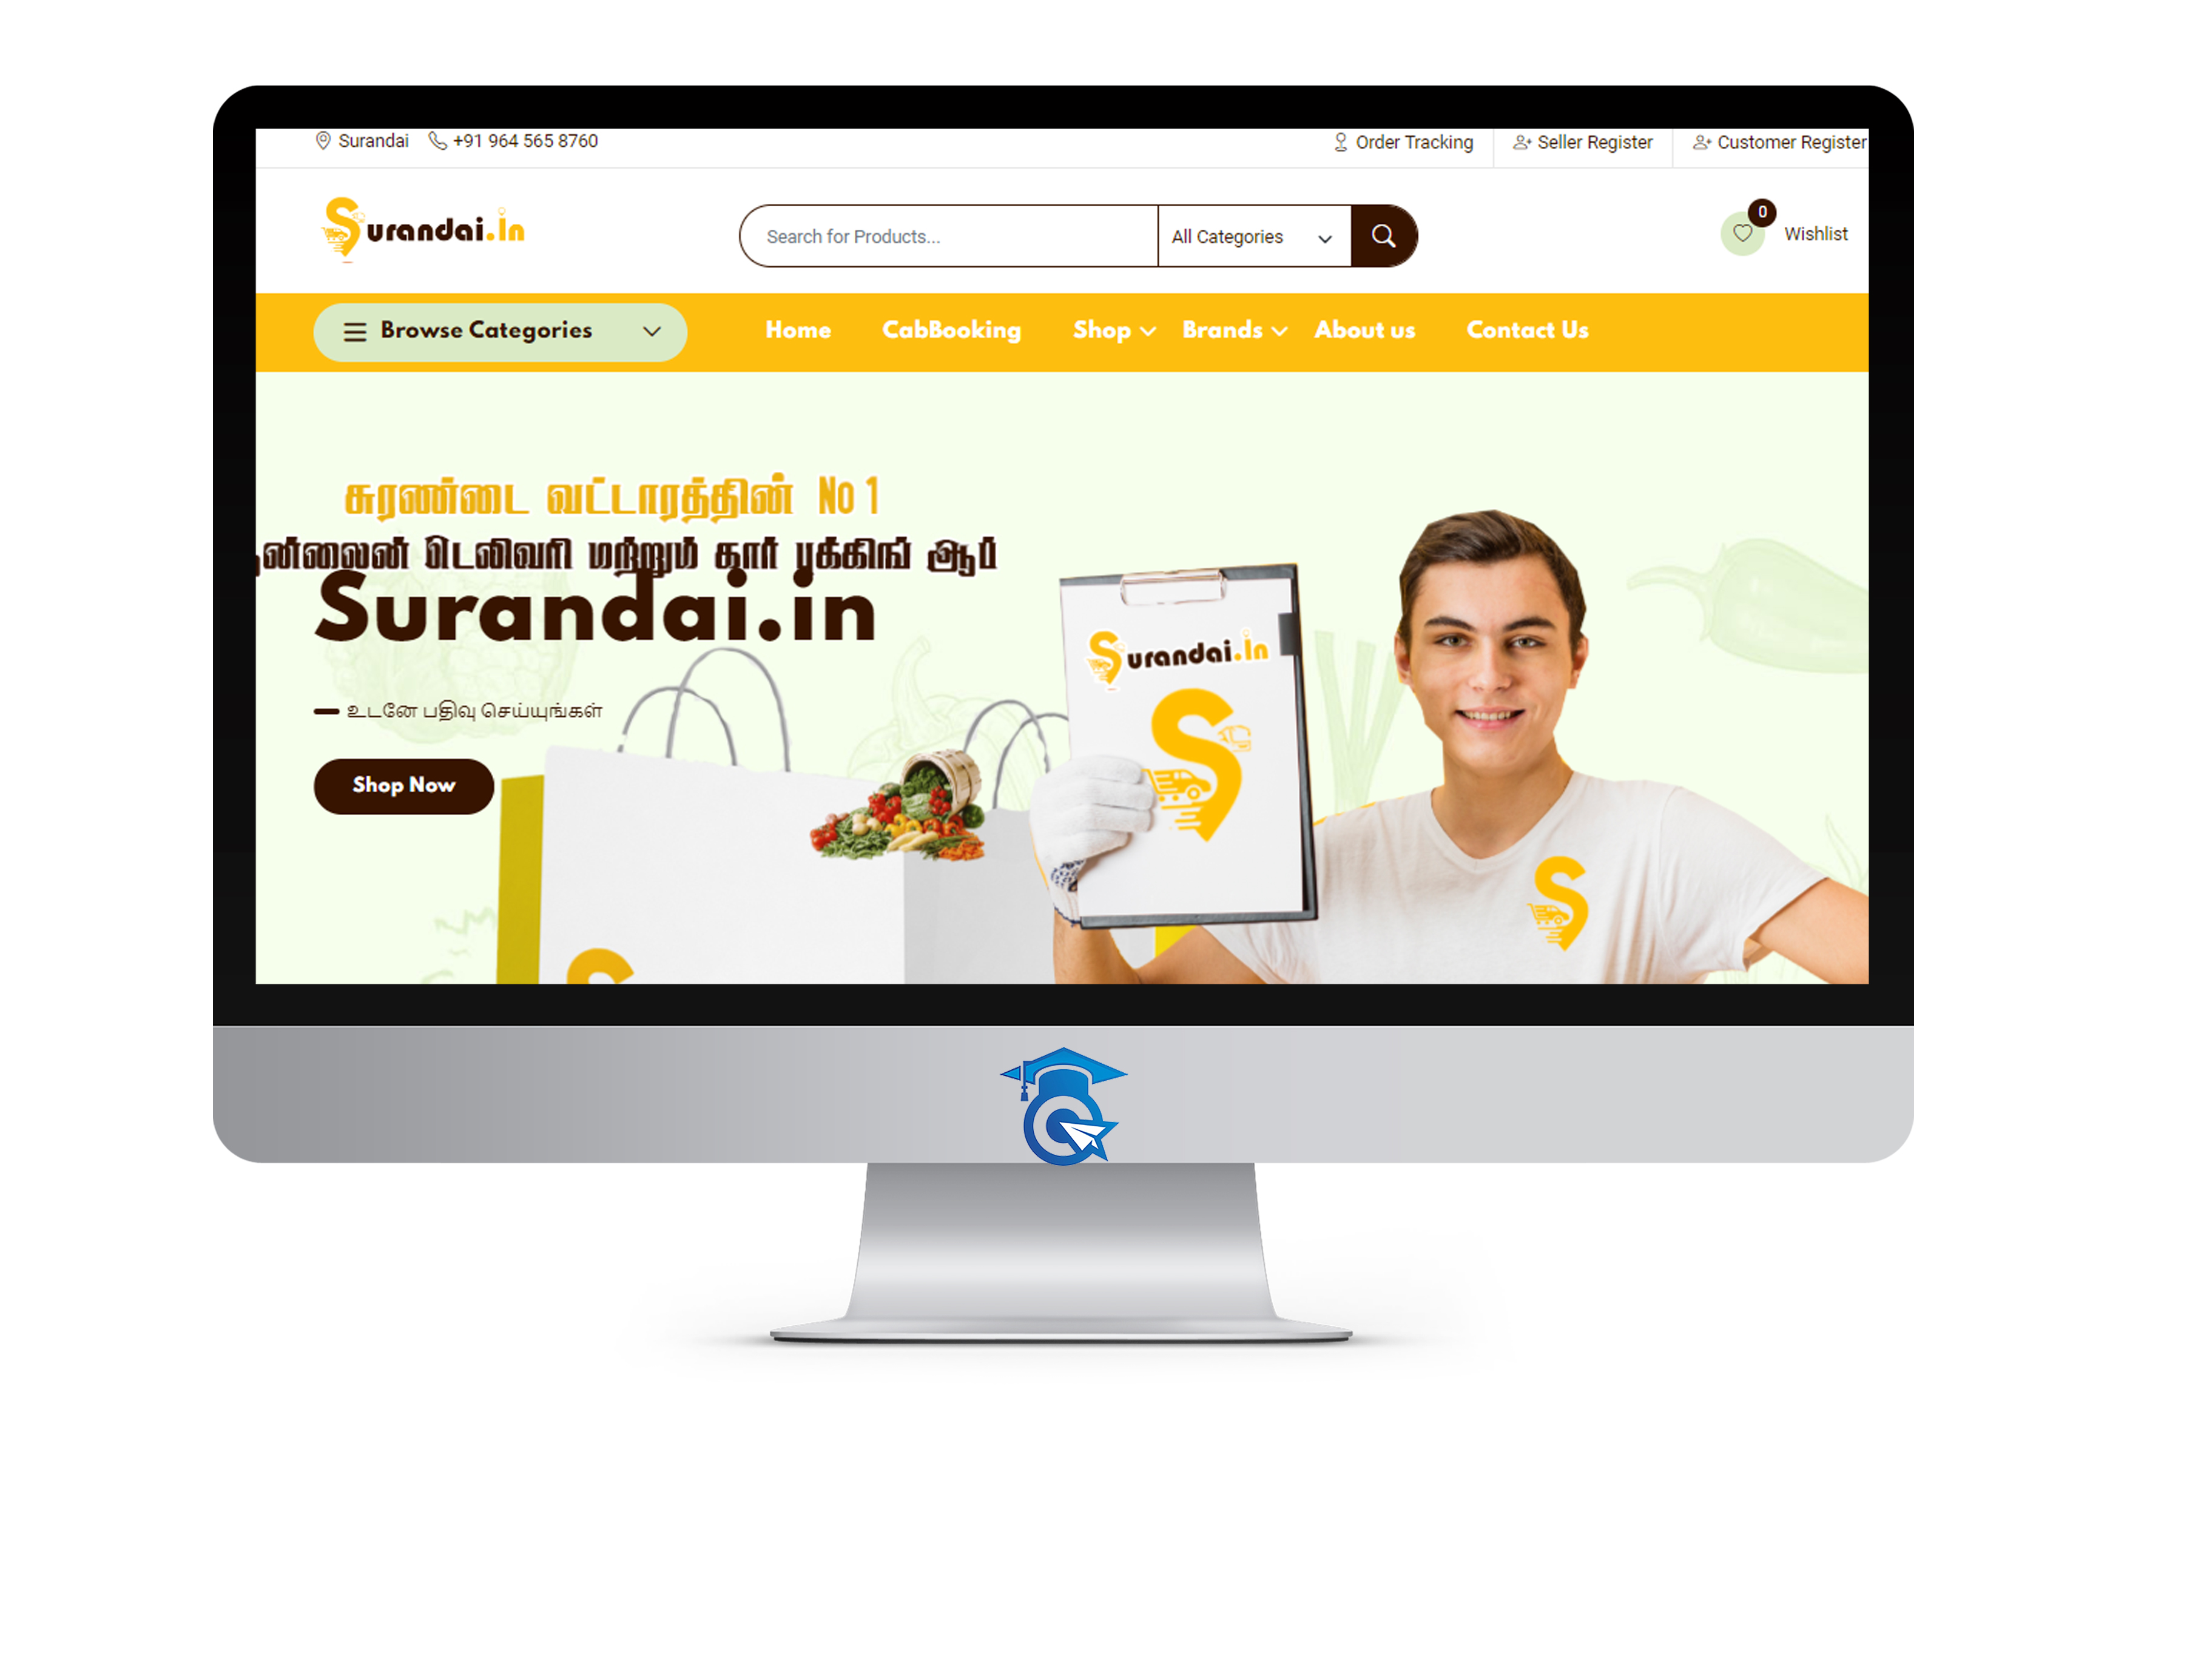 Surandai +91 964 565 8760 Order Tracking Seller Register Customer Register
Surandai.in Search for Products... All Categories 0 Wishlist
Browse Categories Home CabBooking Shop Brands About us Contact Us
சுரண்டை வட்டாரத்தின் No 1
டெலிவரி மற்றும் கார் புக்கிங் ஆப்
Surandai.in
உடனே பதிவு செய்யுங்கள்
Shop Now
Surandai.in